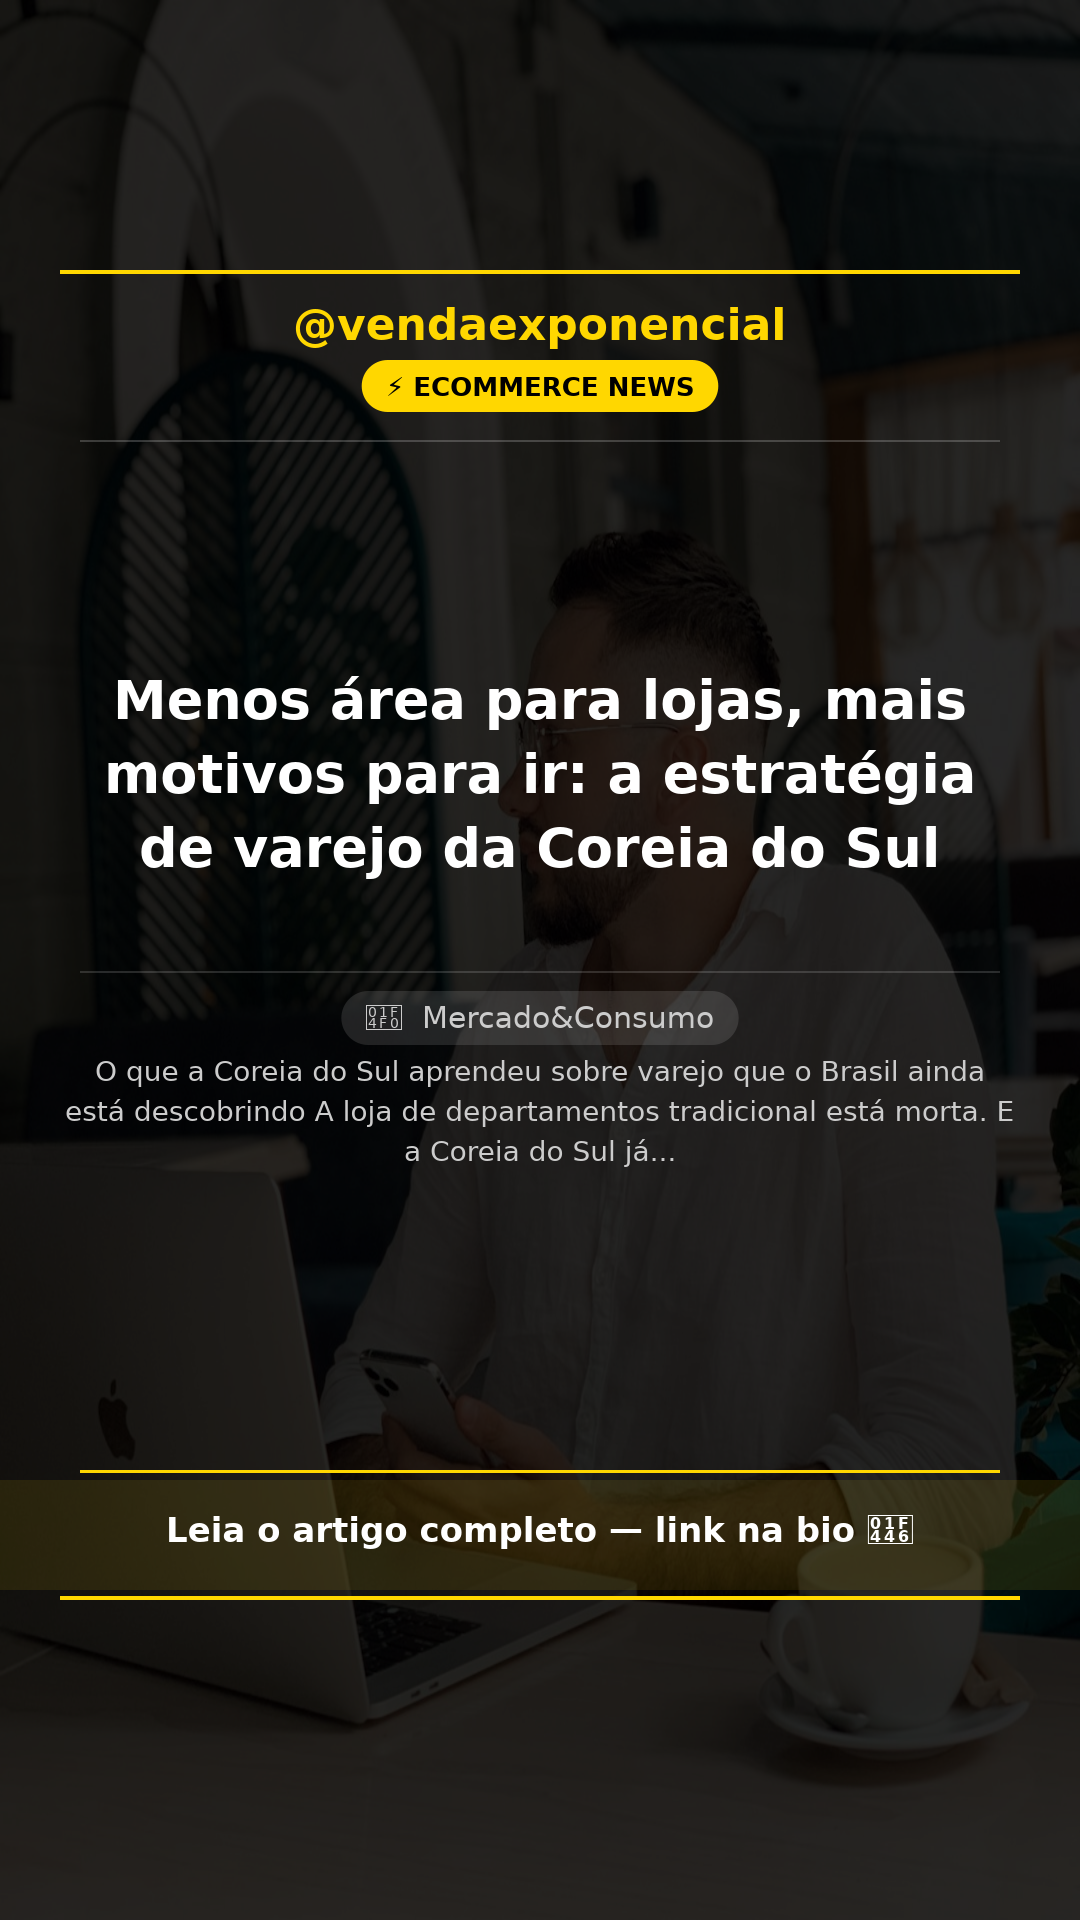 @vendaexponencial
⚡ ECOMMERCE NEWS
Menos área para lojas, mais
motivos para ir: a estratégia
de varejo da Coreia do Sul
Mercado&Consumo
O que a Coreia do Sul aprendeu sobre varejo que o Brasil ainda
está descobrindo A loja de departamentos tradicional está morta. E
a Coreia do Sul já...
Leia o artigo completo — link na bio